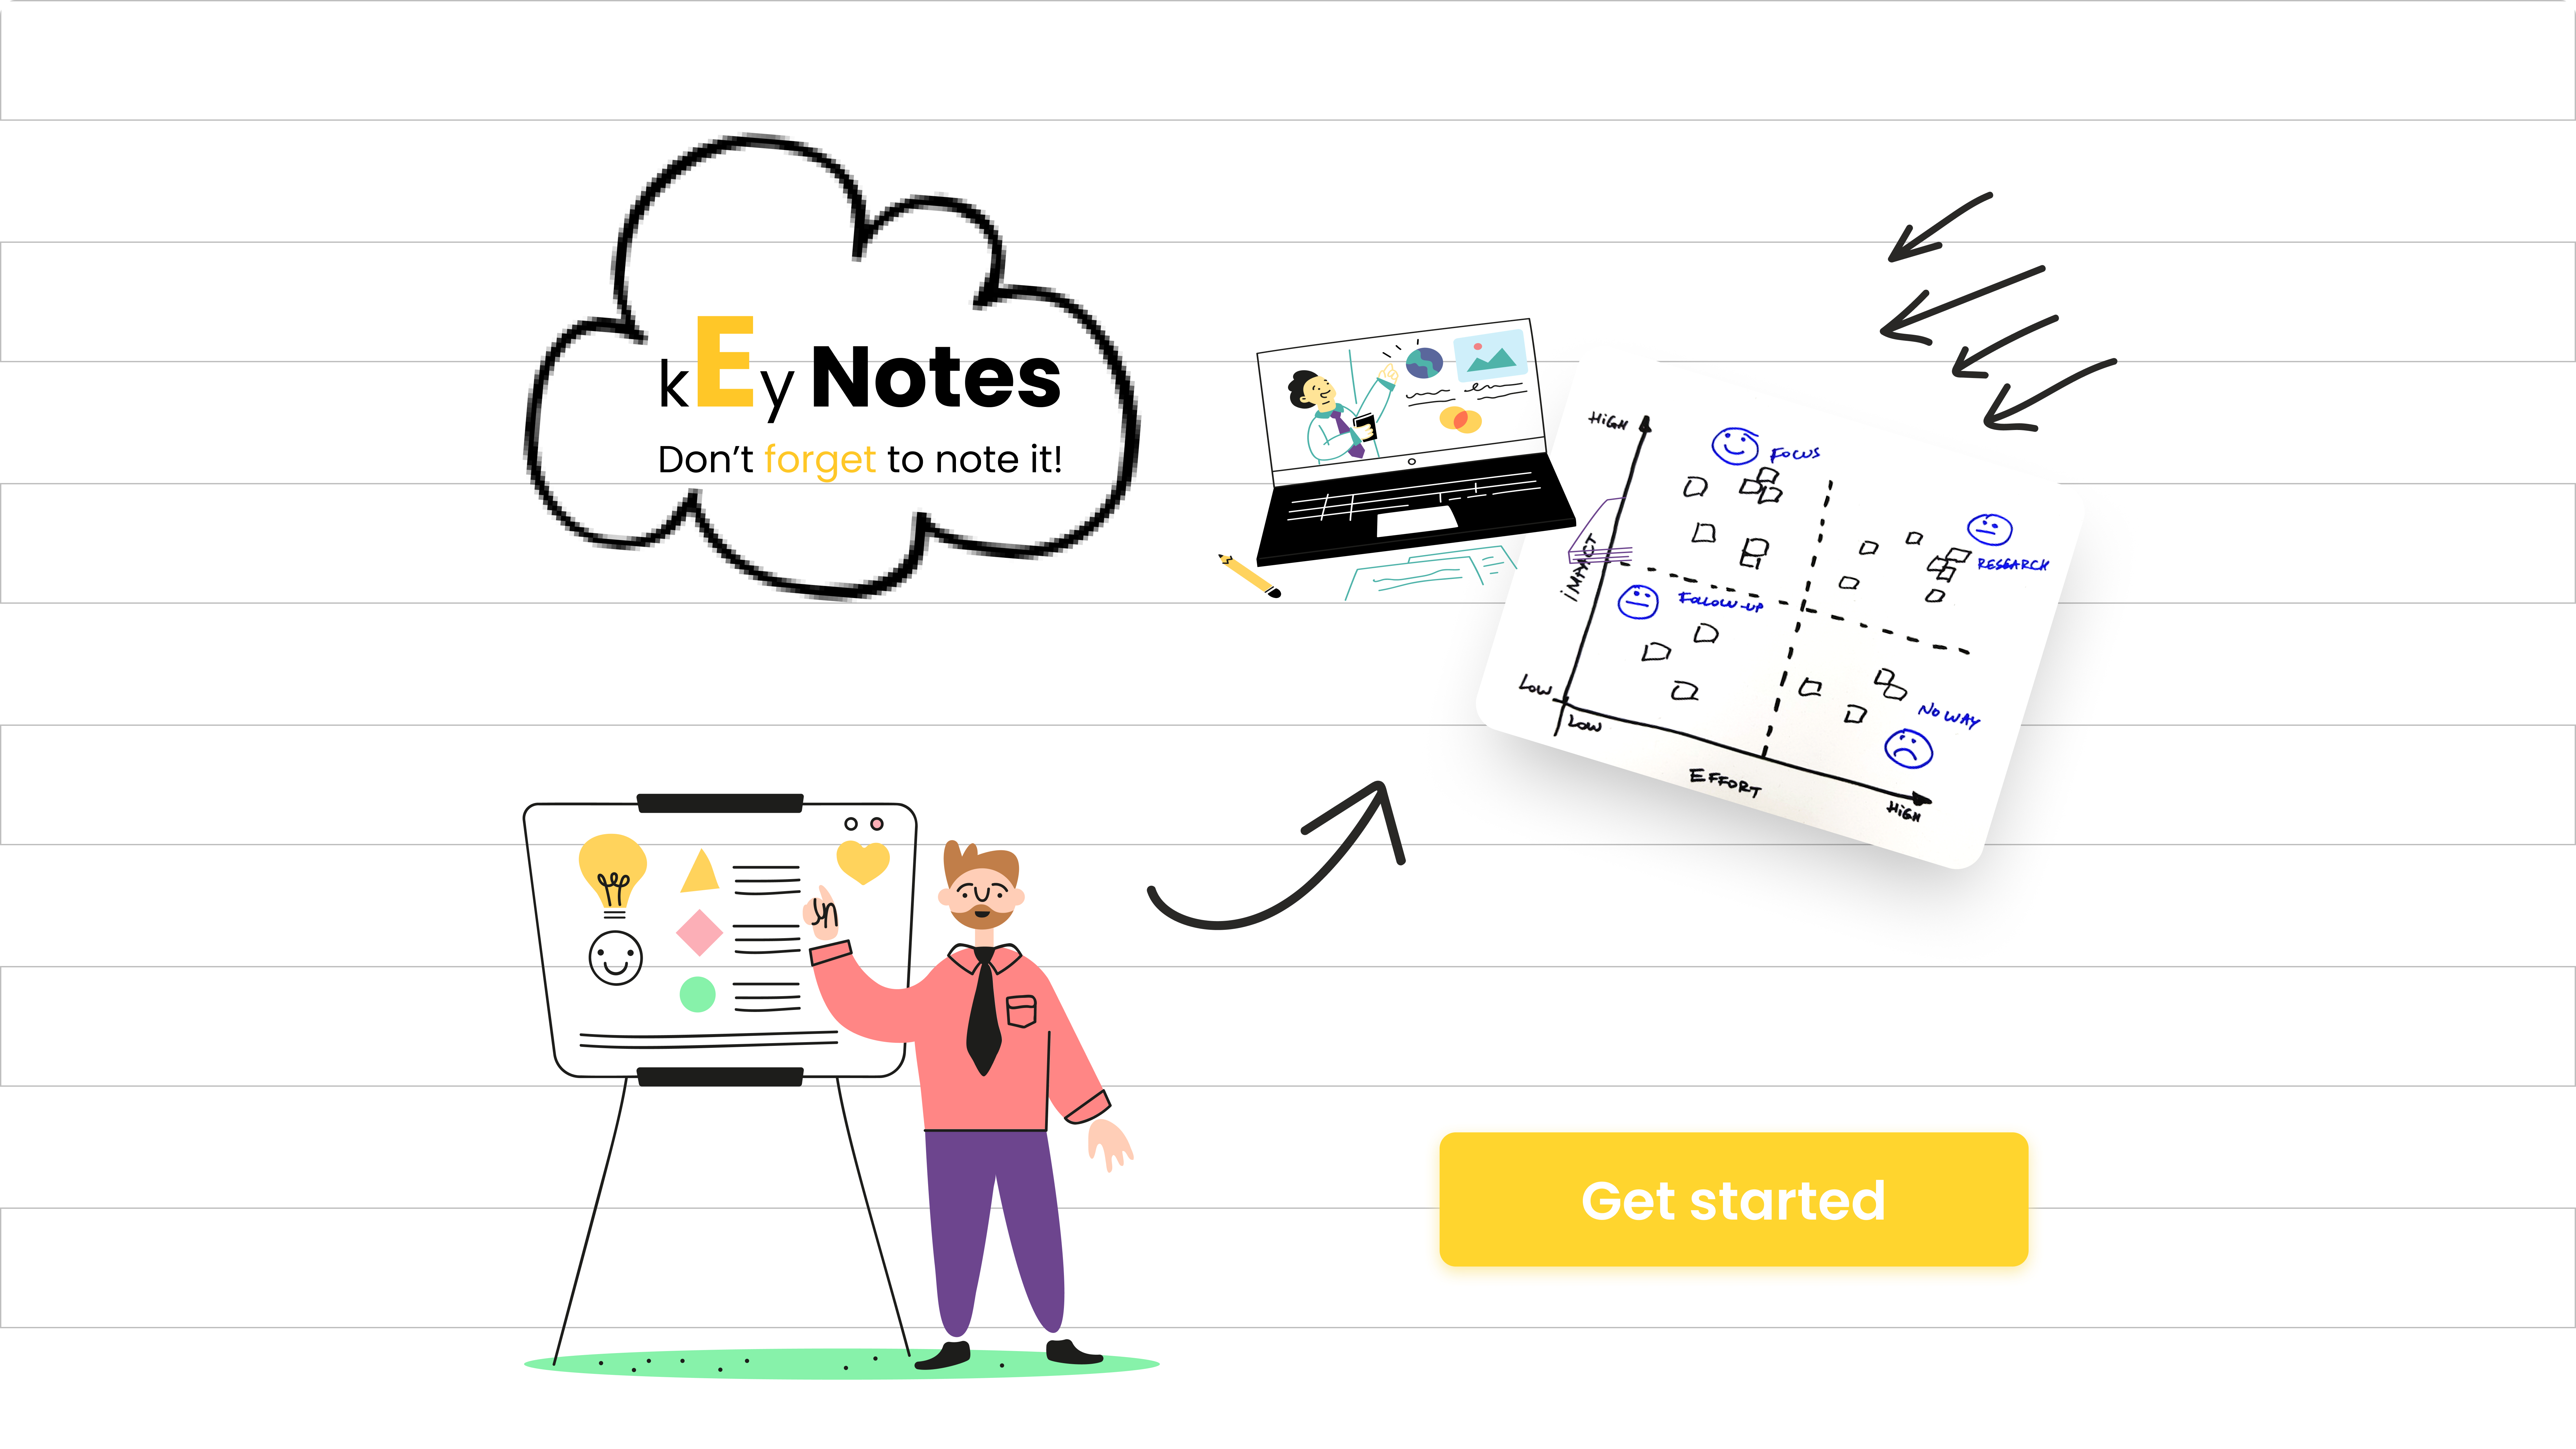 kEy Notes
Don't forget to note it!
HiGH
FOCUS
RESEARCH
iMPACT
FOLLOW-UP
LOW
LOW
NO WAY
EFFORT
HiGH
Get started